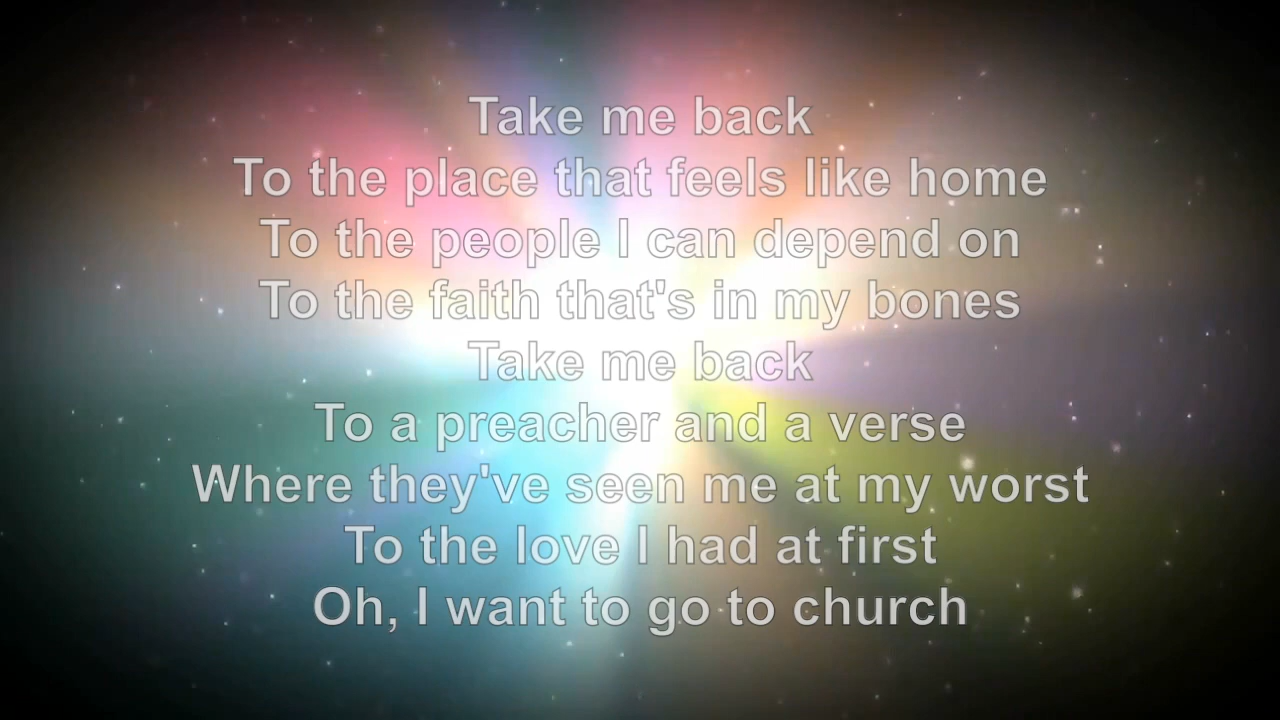 Take me back
To the place that feels like home
To the people I can depend on
To the faith that's in my bones
Take me back
To a preacher and a verse
Where they've seen me at my worst
To the love I had at first
Oh, I want to go to church